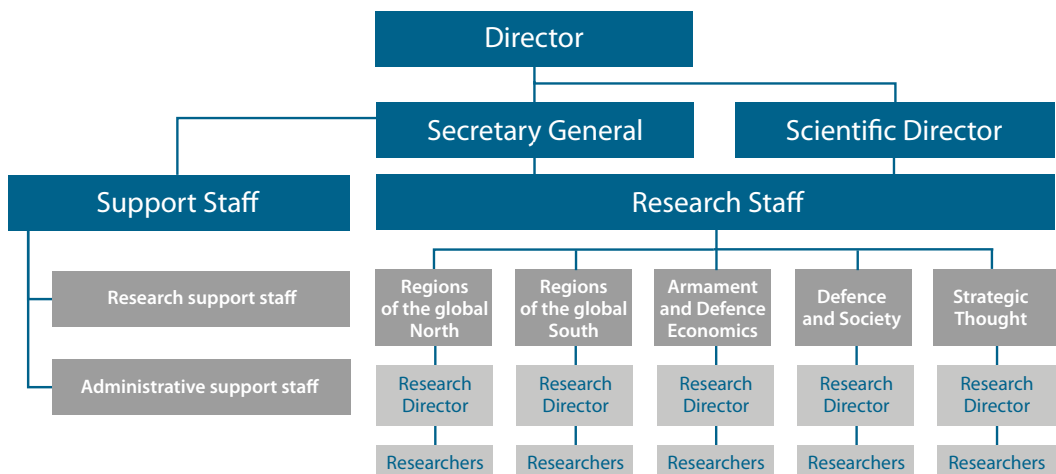 Director
Secretary General
Scientific Director
Support Staff
Research Staff
Research support staff
Administrative support staff
Regions
of the global
North
Regions
of the global
South
Armament
and Defence
Economics
Defence
and Society
Strategic
Thought
Research
Director
Research
Director
Research
Director
Research
Director
Research
Director
Researchers
Researchers
Researchers
Researchers
Researchers